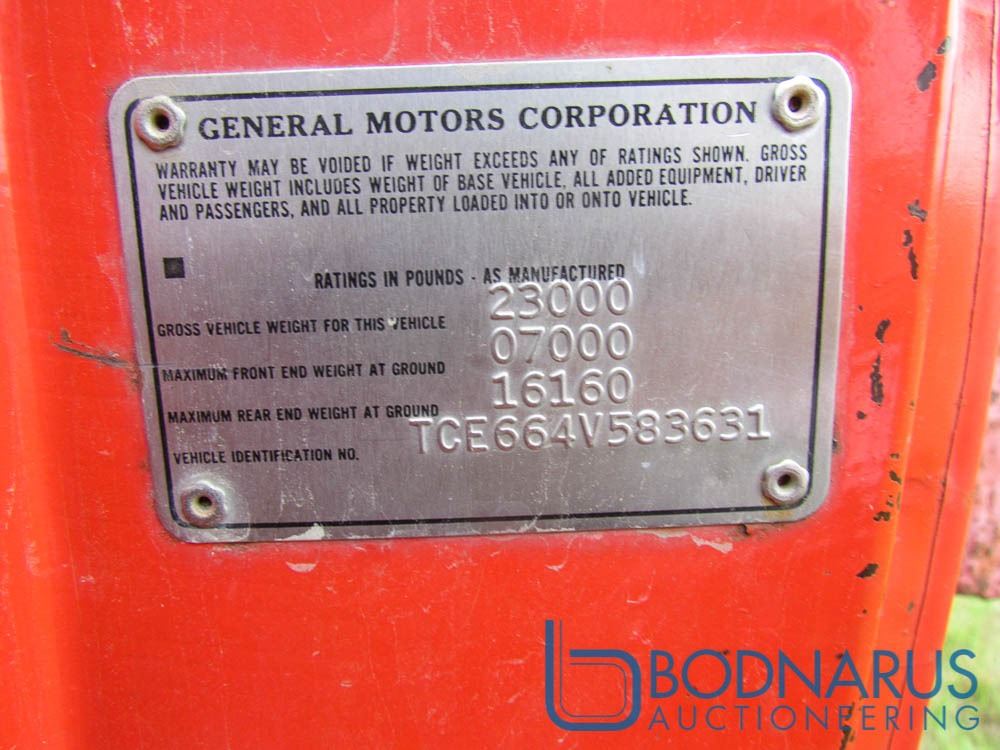 GENERAL MOTORS CORPORATION
WARRANTY MAY BE VOIDED IF WEIGHT EXCEEDS ANY OF RATINGS SHOWN. GROSS
VEHICLE WEIGHT INCLUDES WEIGHT OF BASE VEHICLE, ALL ADDED EQUIPMENT, DRIVER
AND PASSENGERS, AND ALL PROPERTY LOADED INTO OR ONTO VEHICLE.
RATINGS IN POUNDS - AS MANUFACTURED
GROSS VEHICLE WEIGHT FOR THIS VEHICLE 23000
MAXIMUM FRONT END WEIGHT AT GROUND 07000
MAXIMUM REAR END WEIGHT AT GROUND 16160
VEHICLE IDENTIFICATION NO. TCE664V583631
BODNARUS
AUCTIONEERING